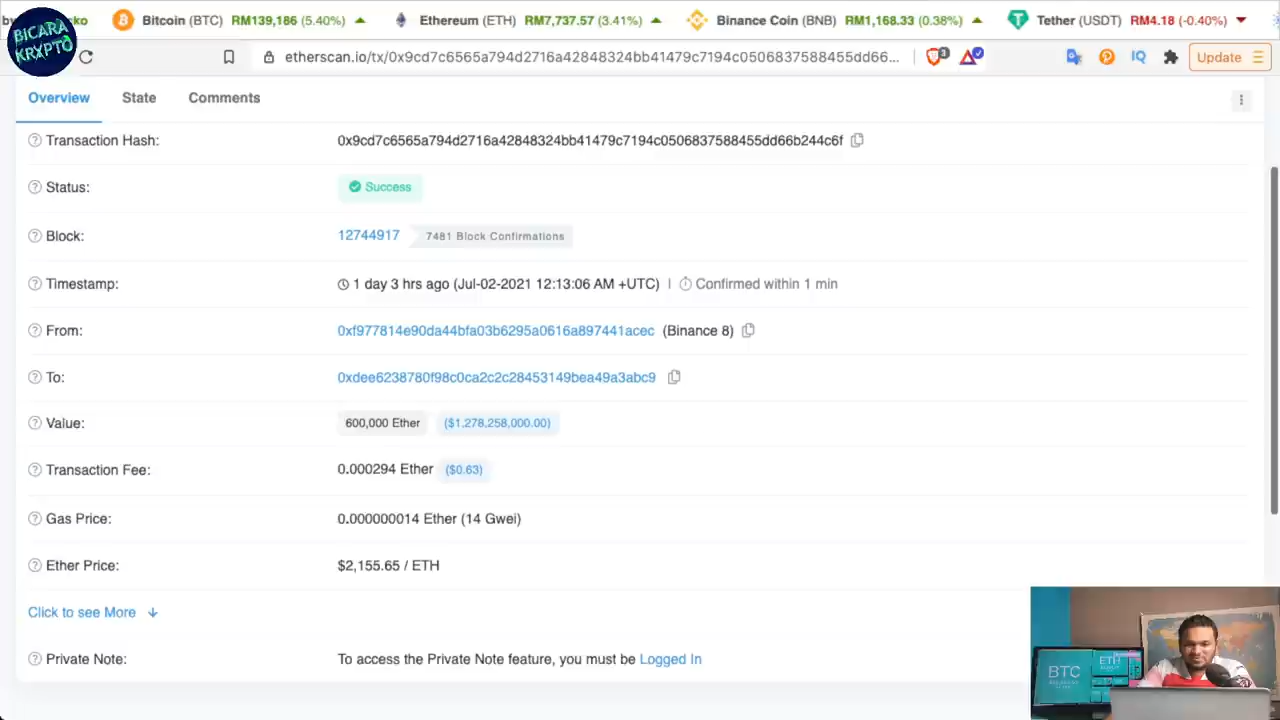 Bitcoin (BTC) RM139,186 (5.40%) Ethereum (ETH) RM7,737.57 (3.41%) Binance Coin (BNB) RM1,168.33 (0.38%) Tether (USDT) RM4.18 (-0.40%)
BICARA KRXPTO
etherscan.io/tx/0x9cd7c6565a794d2716a42848324bb41479c7194c0506837588455dd66... 3 IQ Update
Overview State Comments
Transaction Hash: 0x9cd7c6565a794d2716a42848324bb41479c7194c0506837588455dd66b244c6f
Status: Success
Block: 12744917 7481 Block Confirmations
Timestamp: 1 day 3 hrs ago (Jul-02-2021 12:13:06 AM +UTC) | Confirmed within 1 min
From: 0xf977814e90da44bfa03b6295a0616a897441acec (Binance 8)
To: 0xdee6238780f98c0ca2c2c28453149bea49a3abc9
Value: 600,000 Ether ($1,278,258,000.00)
Transaction Fee: 0.000294 Ether ($0.63)
Gas Price: 0.000000014 Ether (14 Gwei)
Ether Price: $2,155.65 / ETH
Click to see More
Private Note: To access the Private Note feature, you must be Logged In
BTC
ETH